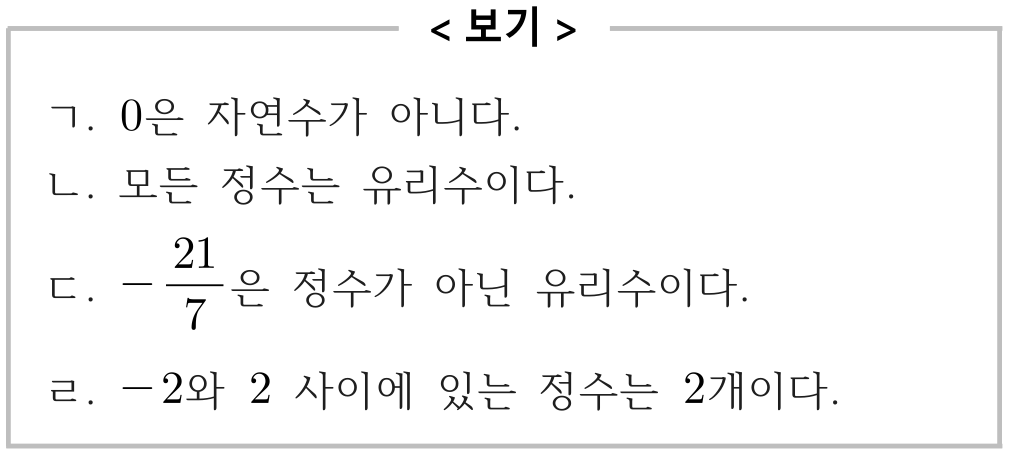 < 보기 >
ㄱ. 0은 자연수가 아니다.
ㄴ. 모든 정수는 유리수이다.
ㄷ. $-\frac{21}{7}$은 정수가 아닌 유리수이다.
ㄹ. −2와 2 사이에 있는 정수는 2개이다.